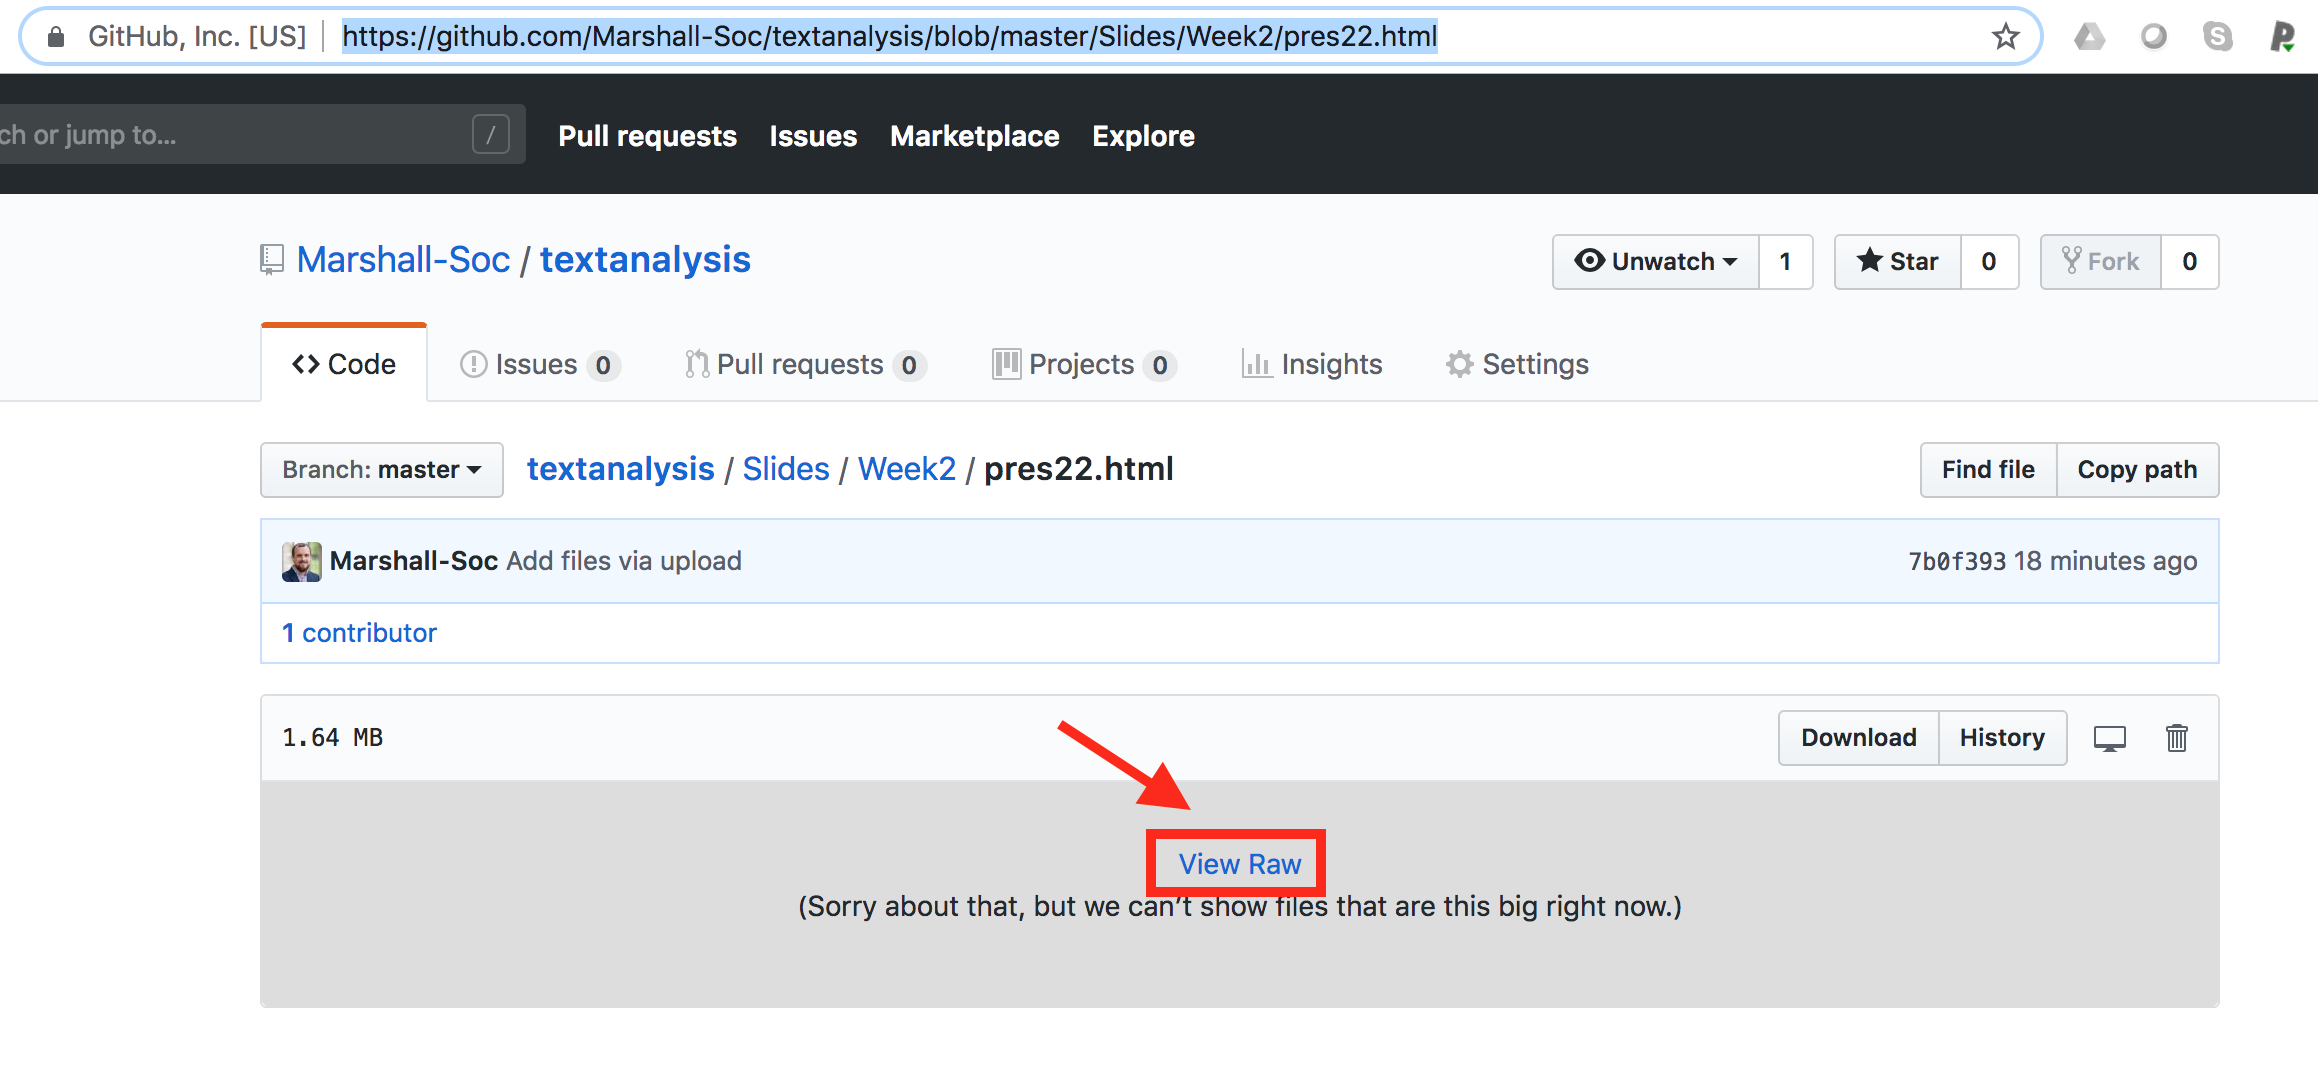 GitHub, Inc. [US] https://github.com/Marshall-Soc/textanalysis/blob/master/Slides/Week2/pres22.html
ch or jump to... / Pull requests Issues Marketplace Explore
Marshall-Soc / textanalysis Unwatch 1 Star 0 Fork 0
Code Issues 0 Pull requests 0 Projects 0 Insights Settings
Branch: master textanalysis / Slides / Week2 / pres22.html Find file Copy path
Marshall-Soc Add files via upload 7b0f393 18 minutes ago
1 contributor
1.64 MB Download History
View Raw
(Sorry about that, but we can't show files that are this big right now.)